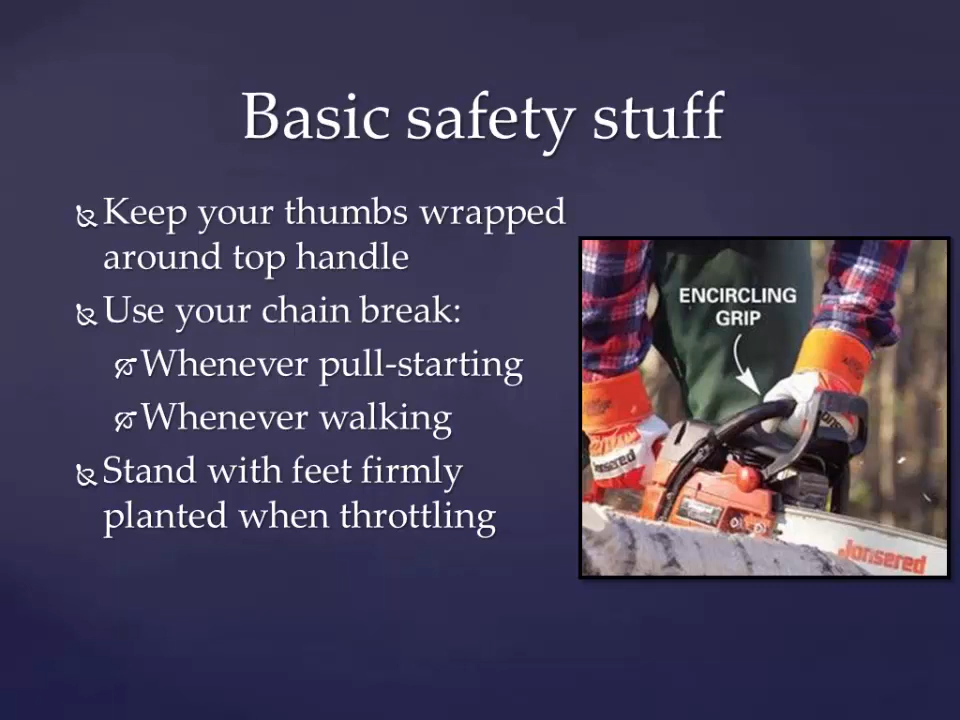 Basic safety stuff
Keep your thumbs wrapped
around top handle
Use your chain break:
Whenever pull-starting
Whenever walking
Stand with feet firmly
planted when throttling
ENCIRCLING
GRIP
Jonsered
Jonsered